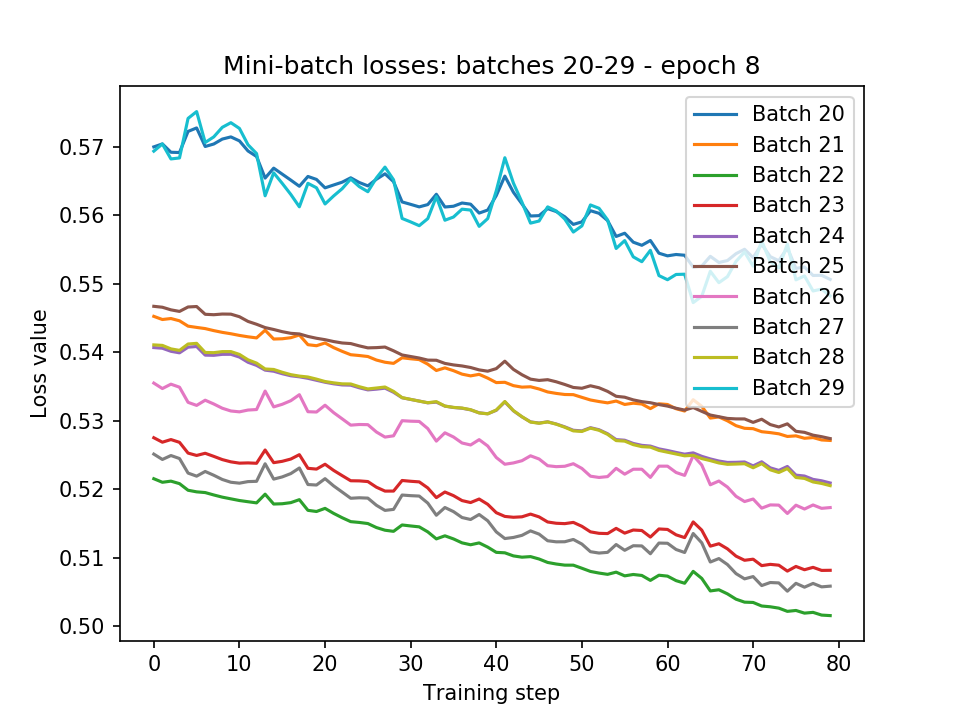 Mini-batch losses: batches 20-29 - epoch 8
Loss value
0.57
0.56
0.55
0.54
0.53
0.52
0.51
0.50
Batch 20
Batch 21
Batch 22
Batch 23
Batch 24
Batch 25
Batch 26
Batch 27
Batch 28
Batch 29
0 10 20 30 40 50 60 70 80
Training step